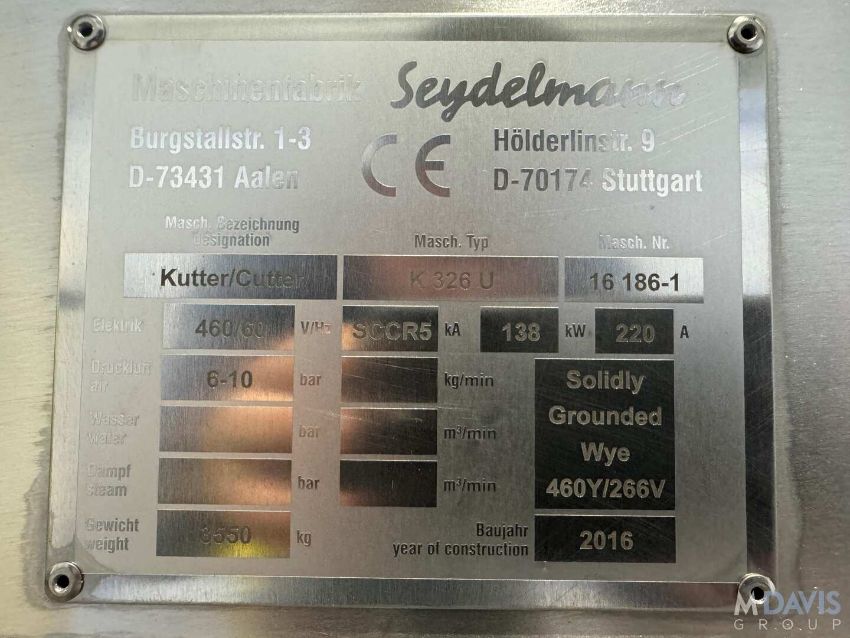 Maschinenfabrik Seydelmann
Burgstallstr. 1-3
D-73431 Aalen
CE
Hölderlinstr. 9
D-70174 Stuttgart
Masch. Bezeichnung
designation
Masch. Typ
Masch. Nr.
Kutter/Cutter K 326 U 16 186-1
Elektrik 460/60 V/Hz SCCR5 kA 138 kW 220 A
Druckluft
air
6-10 bar kg/min
Wasser
water
bar m³/min
Dampf
steam
bar m³/min
Solidly
Grounded
Wye
460Y/266V
Gewicht
weight
kg
Baujahr
year of construction
2016
M DAVIS
GROUP